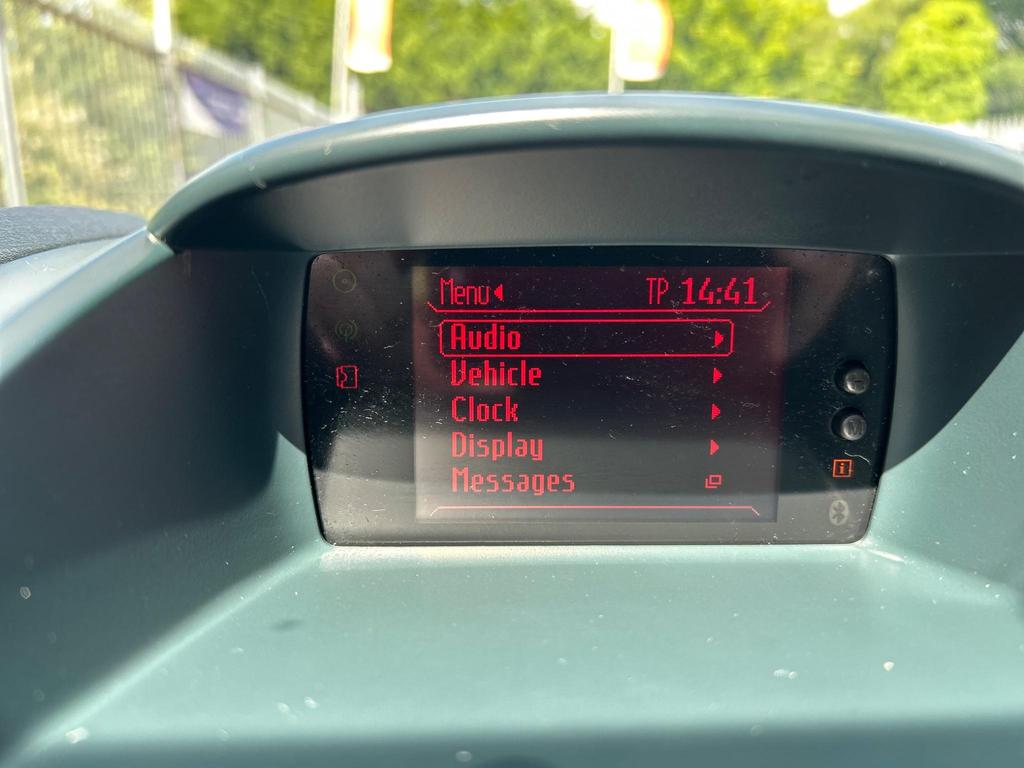 Menu
TP 14:41
Audio
Vehicle
Clock
Display
Messages